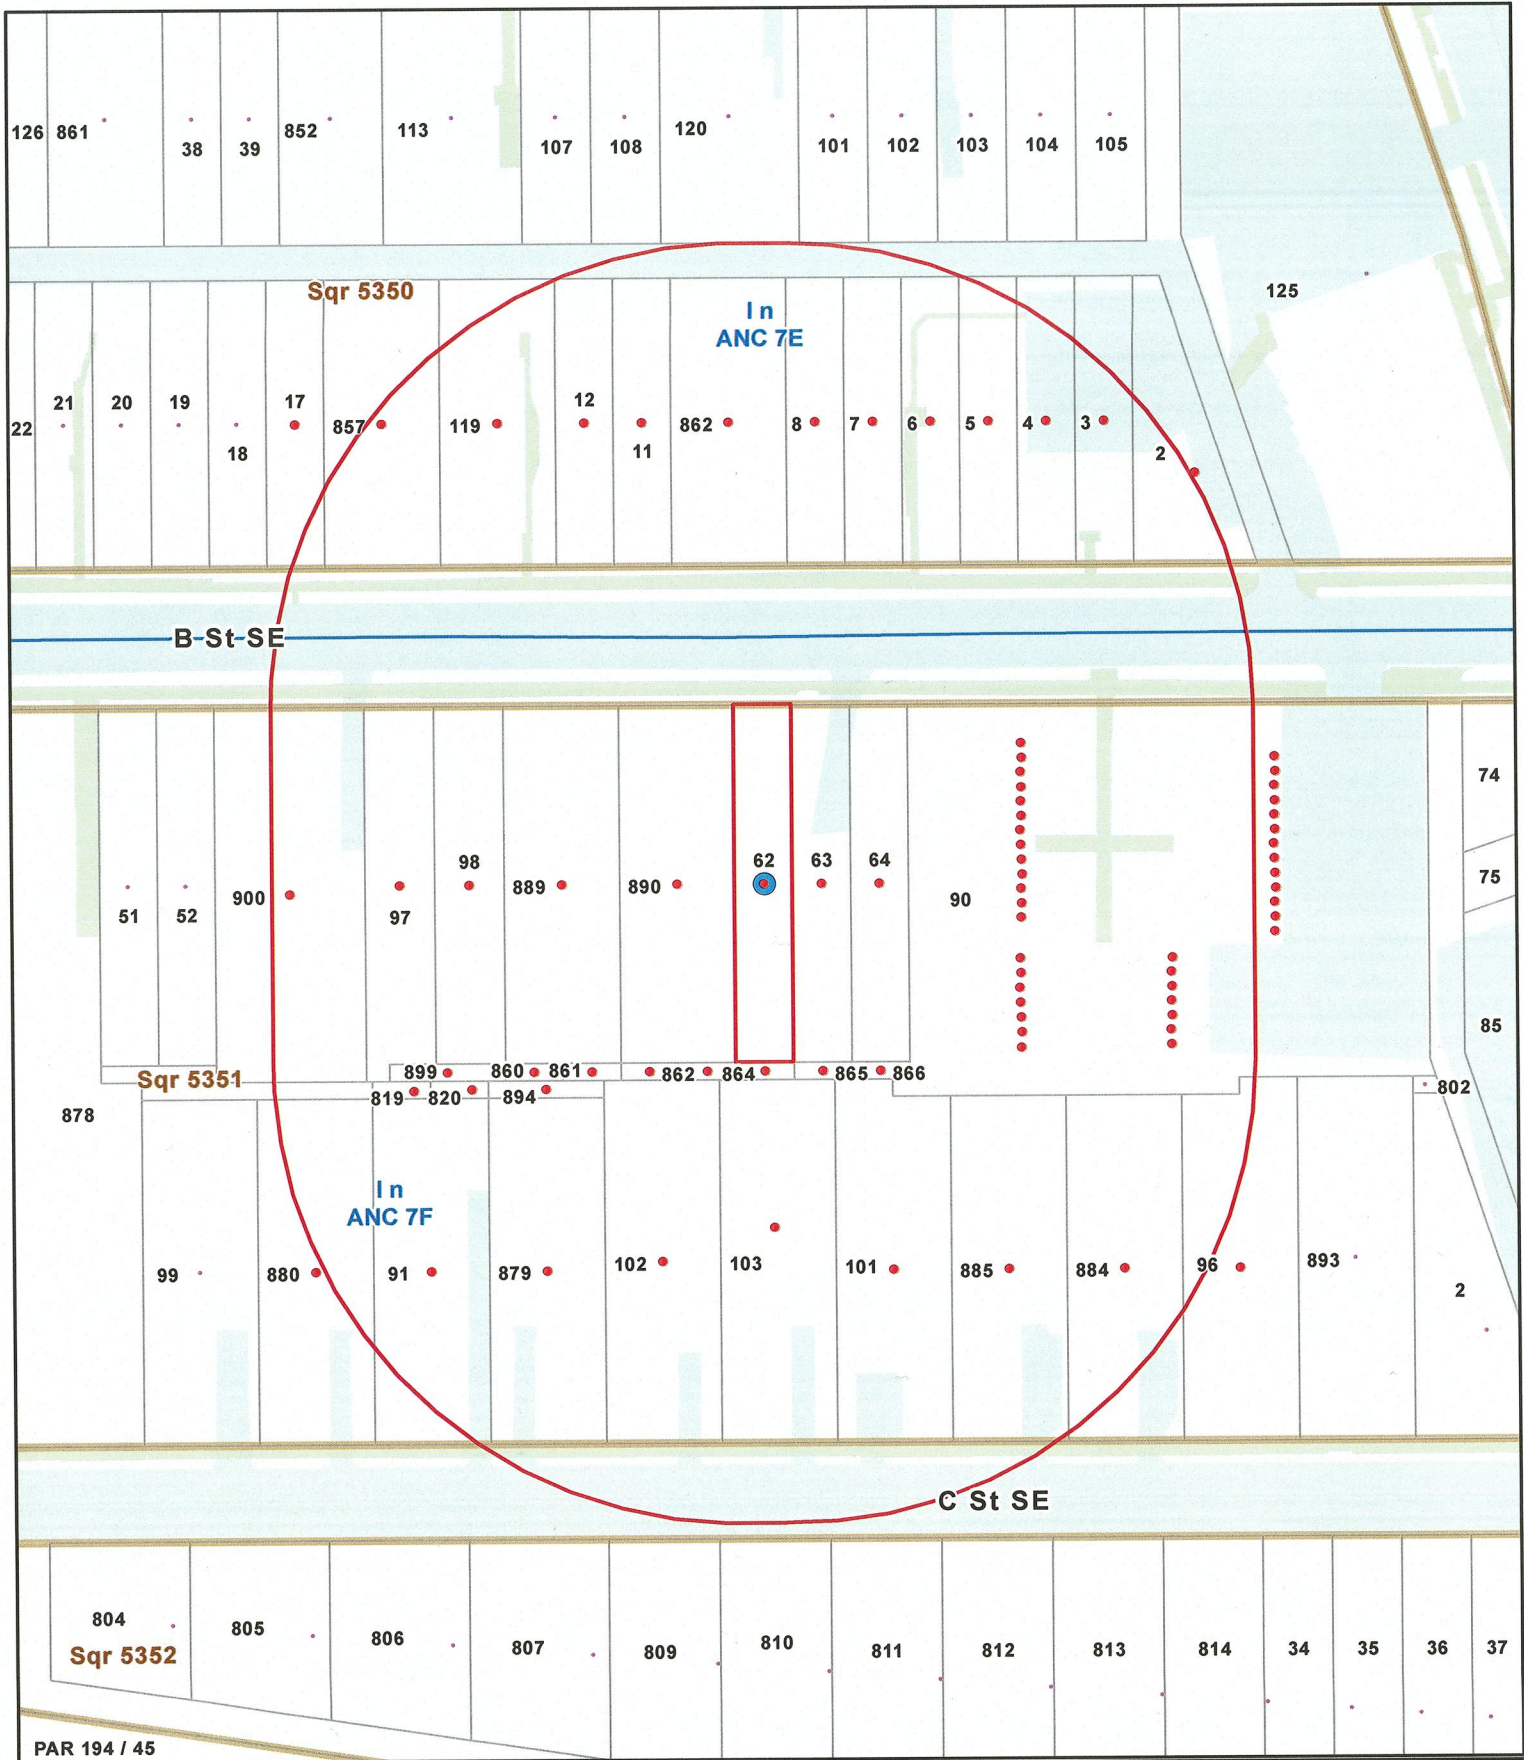 126 861 38 39 852 113 107 108 120 101 102 103 104 105
Sqr 5350
In
ANC 7E
125
22 21 20 19 18 17 857 119 12 11 862 8 7 6 5 4 3 2
B St SE
51 52 900 97 98 889 890 62 63 64 90 74
75
85
Sqr 5351
899 860 861 862 864 865 866
819 820 894
802
878
In
ANC 7F
99 880 91 879 102 103 101 885 884 96 893 2
C St SE
804 805 806 807 809 810 811 812 813 814 34 35 36 37
Sqr 5352
PAR 194 / 45